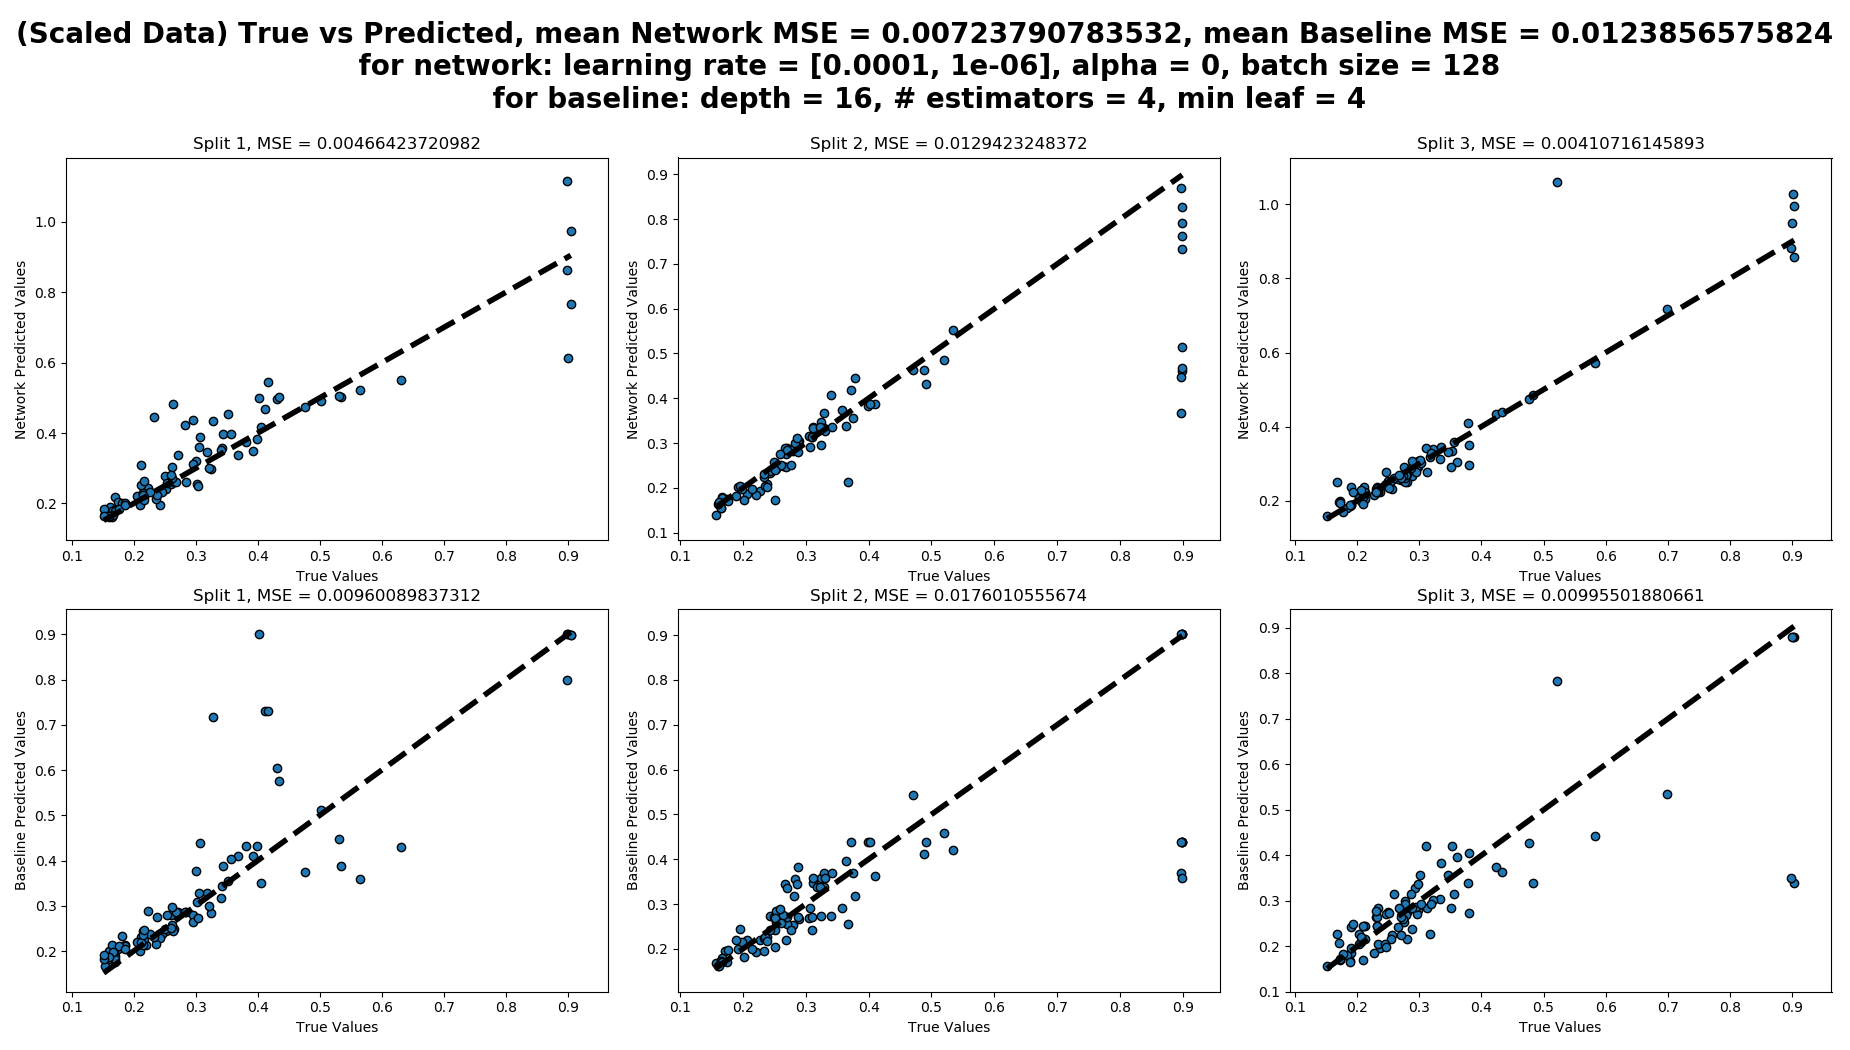 (Scaled Data) True vs Predicted, mean Network MSE = 0.00723790783532, mean Baseline MSE = 0.0123856575824
for network: learning rate = [0.0001, 1e-06], alpha = 0, batch size = 128
for baseline: depth = 16, # estimators = 4, min leaf = 4
Split 1, MSE = 0.00466423720982
Network Predicted Values
1.0
0.8
0.6
0.4
0.2
0.1 0.2 0.3 0.4 0.5 0.6 0.7 0.8 0.9
True Values
Split 2, MSE = 0.0129423248372
Network Predicted Values
0.9
0.8
0.7
0.6
0.5
0.4
0.3
0.2
0.1
0.1 0.2 0.3 0.4 0.5 0.6 0.7 0.8 0.9
True Values
Split 3, MSE = 0.00410716145893
Network Predicted Values
1.0
0.8
0.6
0.4
0.2
0.1 0.2 0.3 0.4 0.5 0.6 0.7 0.8 0.9
True Values
Split 1, MSE = 0.00960089837312
Baseline Predicted Values
0.9
0.8
0.7
0.6
0.5
0.4
0.3
0.2
0.1 0.2 0.3 0.4 0.5 0.6 0.7 0.8 0.9
True Values
Split 2, MSE = 0.0176010555674
Baseline Predicted Values
0.9
0.8
0.7
0.6
0.5
0.4
0.3
0.2
0.1 0.2 0.3 0.4 0.5 0.6 0.7 0.8 0.9
True Values
Split 3, MSE = 0.00995501880661
Baseline Predicted Values
0.9
0.8
0.7
0.6
0.5
0.4
0.3
0.2
0.1
0.1 0.2 0.3 0.4 0.5 0.6 0.7 0.8 0.9
True Values